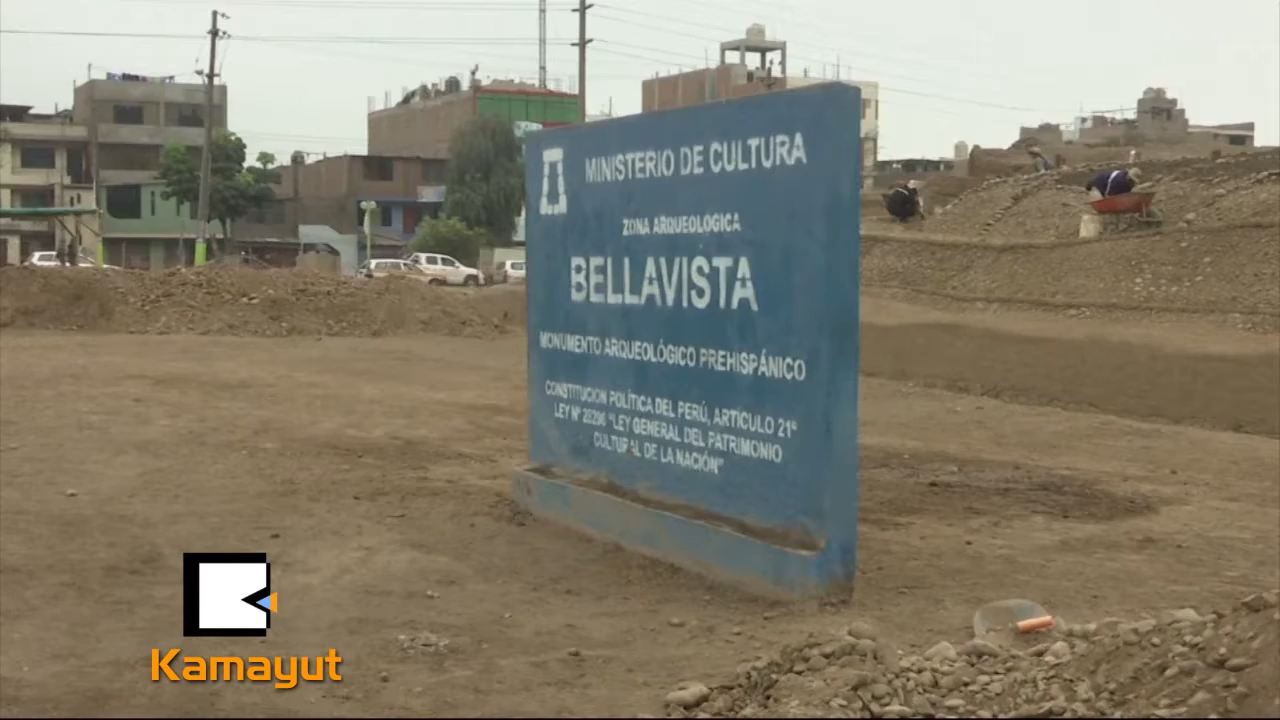 MINISTERIO DE CULTURA
ZONA ARQUEOLOGICA
BELLAVISTA
MONUMENTO ARQUEOLÓGICO PREHISPÁNICO
CONSTITUCION POLÍTICA DEL PERÚ, ARTICULO 21°
LEY N° 28296 "LEY GENERAL DEL PATRIMONIO
CULTURAL DE LA NACIÓN"
Kamayut